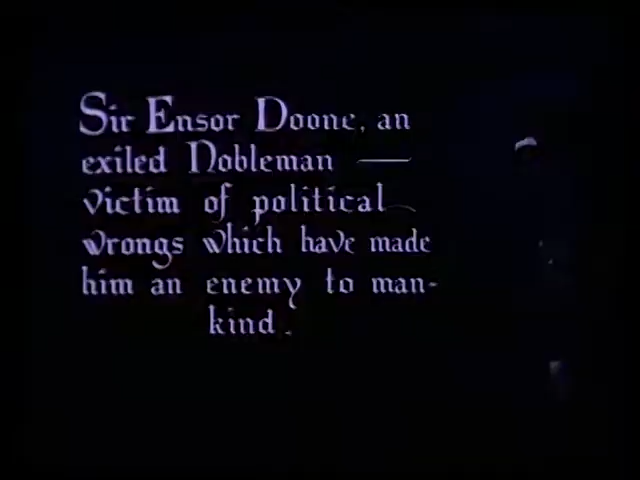 Sir Ensor Doone, an
exiled Nobleman —
victim of political
wrongs which have made
him an enemy to man-
kind.